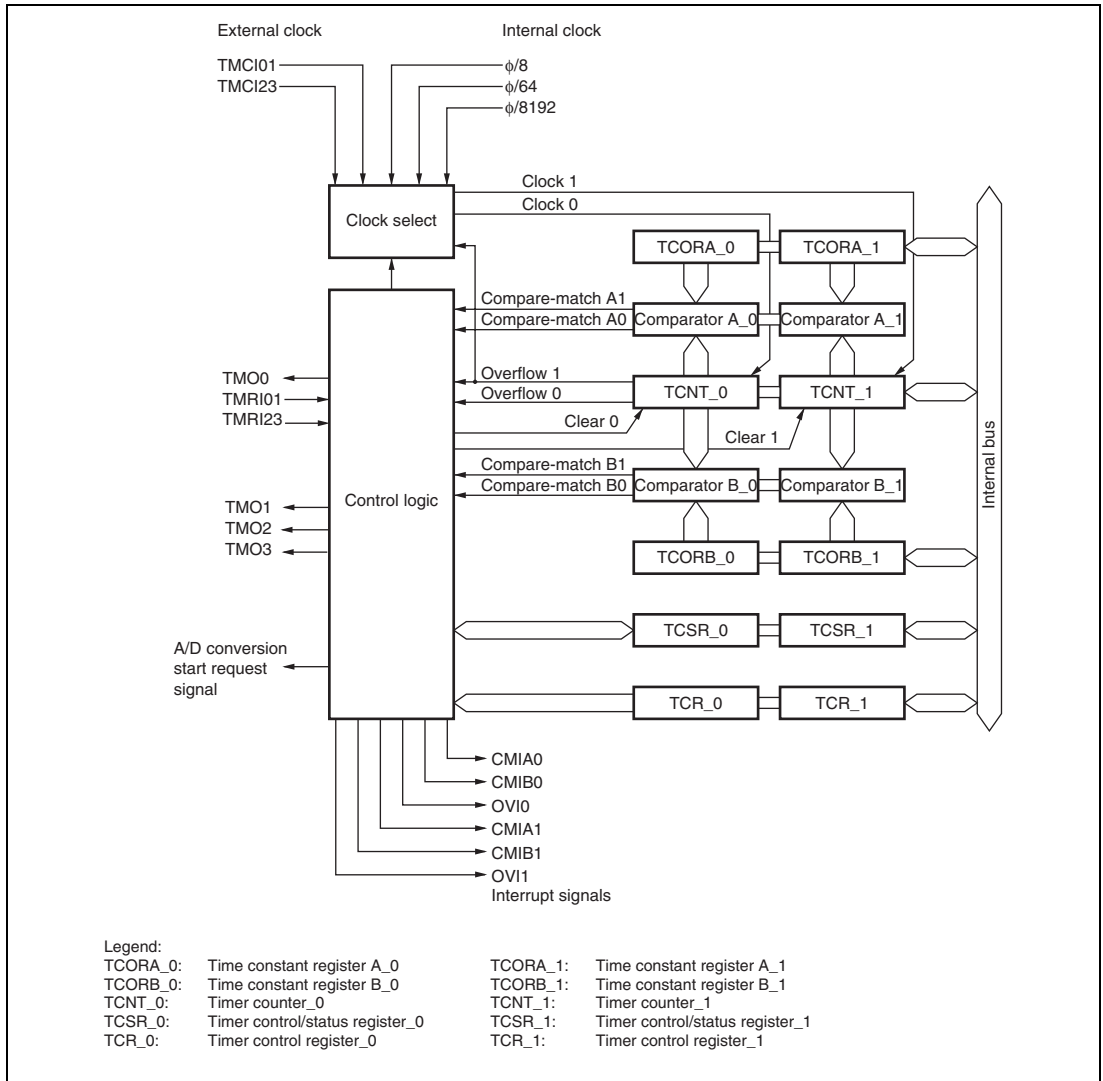 External clock
Internal clock
TMCI01
TMCI23
ϕ/8
ϕ/64
ϕ/8192
Clock 1
Clock 0
Clock select
TCORA_0
TCORA_1
Compare-match A1
Compare-match A0
Comparator A_0
Comparator A_1
TMO0
TMRI01
TMRI23
Overflow 1
Overflow 0
TCNT_0
TCNT_1
Clear 0
Clear 1
Internal bus
Compare-match B1
Compare-match B0
Comparator B_0
Comparator B_1
Control logic
TMO1
TMO2
TMO3
TCORB_0
TCORB_1
TCSR_0
TCSR_1
A/D conversion
start request
signal
TCR_0
TCR_1
CMIA0
CMIB0
OVI0
CMIA1
CMIB1
OVI1
Interrupt signals
Legend:
TCORA_0: Time constant register A_0 TCORA_1: Time constant register A_1
TCORB_0: Time constant register B_0 TCORB_1: Time constant register B_1
TCNT_0: Timer counter_0 TCNT_1: Timer counter_1
TCSR_0: Timer control/status register_0 TCSR_1: Timer control/status register_1
TCR_0: Timer control register_0 TCR_1: Timer control register_1